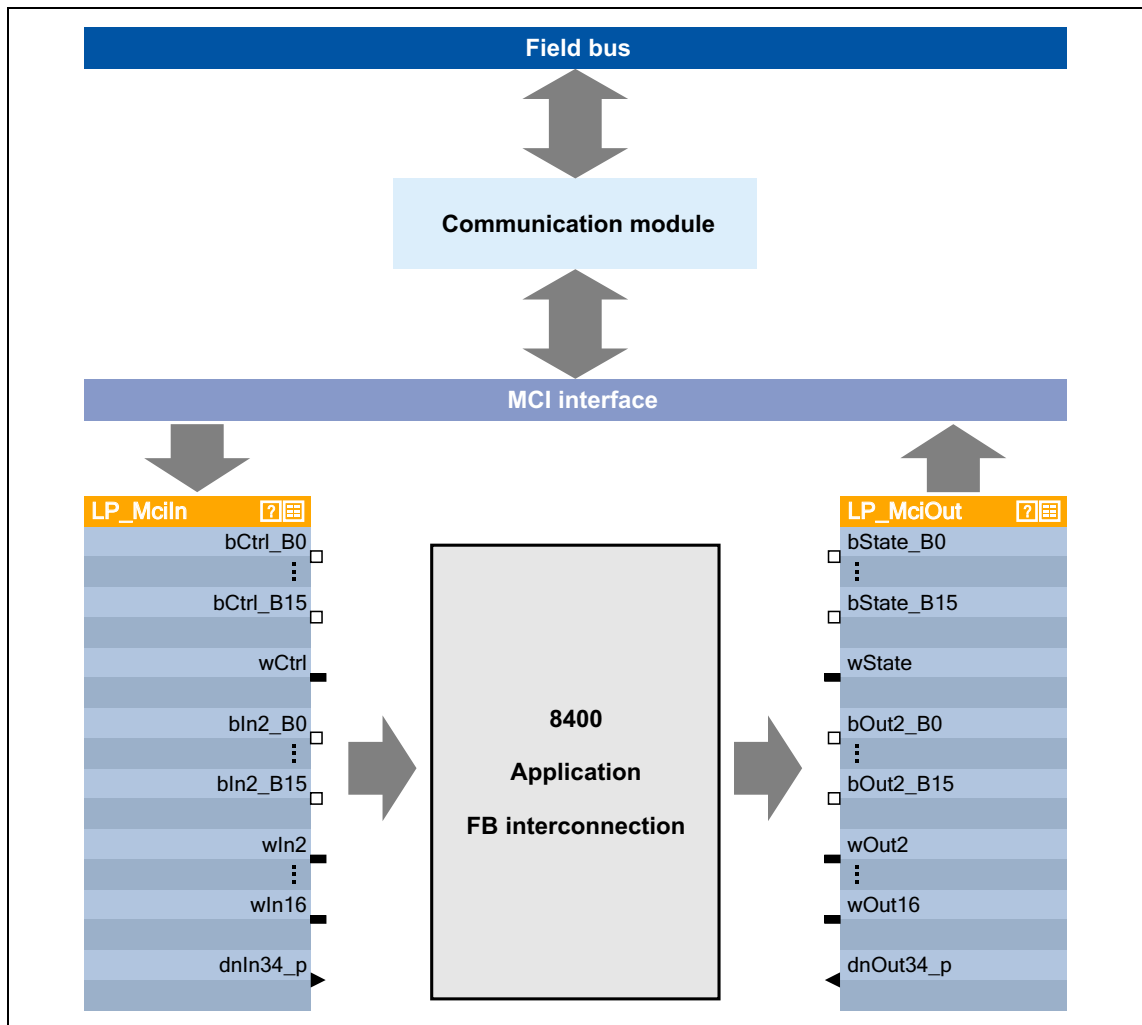 Field bus
Communication module
MCI interface
LP_MciIn
bCtrl_B0
bCtrl_B15
wCtrl
bIn2_B0
bIn2_B15
wIn2
wIn16
dnIn34_p
8400
Application
FB interconnection
LP_MciOut
bState_B0
bState_B15
wState
bOut2_B0
bOut2_B15
wOut2
wOut16
dnOut34_p